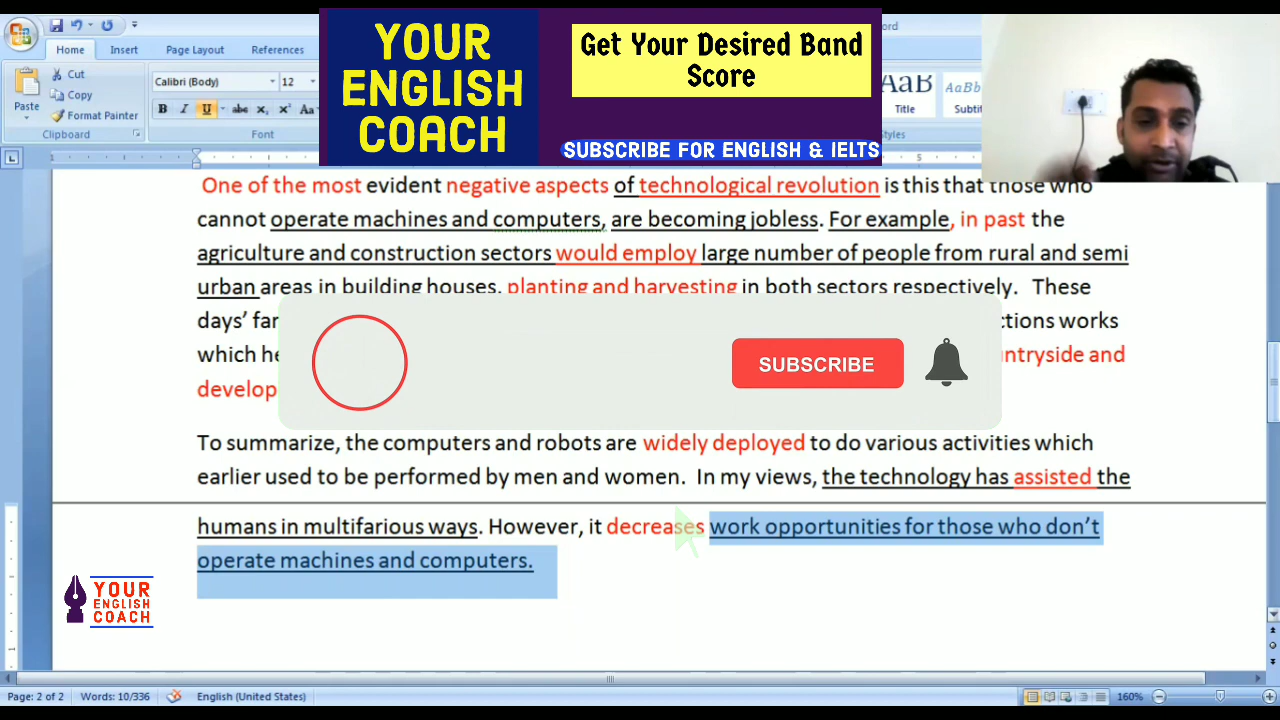 ord
Home Insert Page Layout References
Cut
Copy
Format Painter
Paste
Clipboard
Calibri (Body) 12
B I U abc x₂ x² Aa
Font
YOUR
ENGLISH
COACH
Get Your Desired Band
Score
SUBSCRIBE FOR ENGLISH & IELTS
AaB AaBb
Title Subtit
Styles
1 5
One of the most evident negative aspects of technological revolution is this that those who
cannot operate machines and computers, are becoming jobless. For example, in past the
agriculture and construction sectors would employ large number of people from rural and semi
urban areas in building houses, planting and harvesting in both sectors respectively. These
days’ far ctions works
which he ntryside and
develop
SUBSCRIBE
To summarize, the computers and robots are widely deployed to do various activities which
earlier used to be performed by men and women. In my views, the technology has assisted the
humans in multifarious ways. However, it decreases work opportunities for those who don’t
operate machines and computers.
YOUR
ENGLISH
COACH
Page: 2 of 2 Words: 10/336 English (United States) 160%